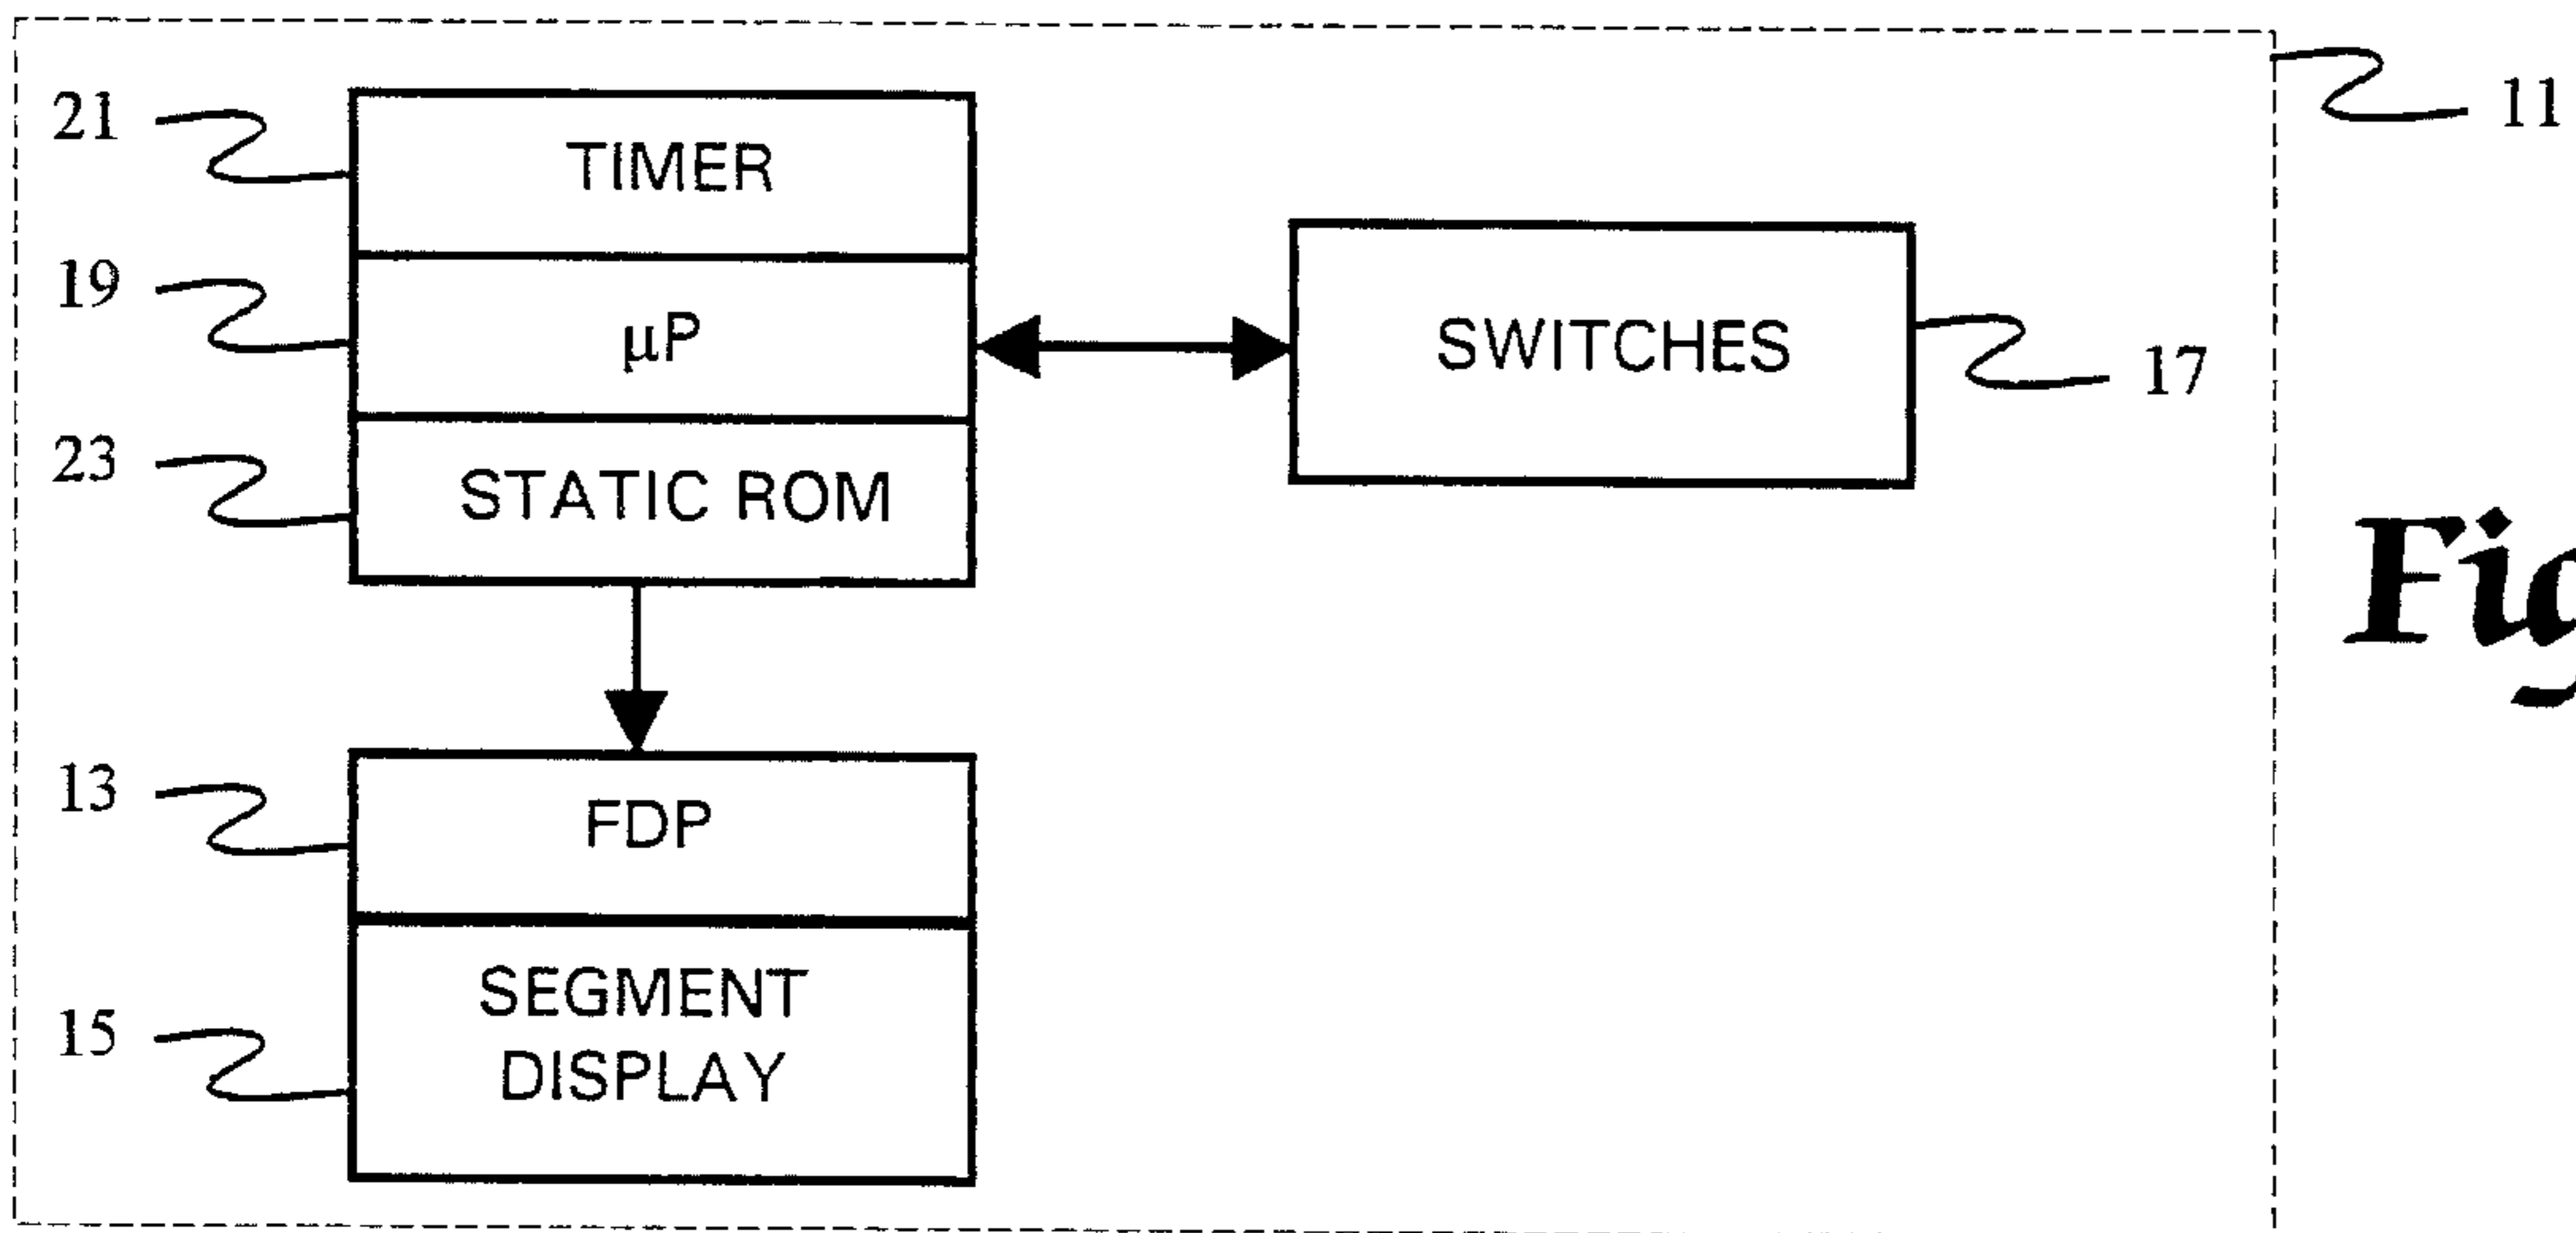 11
21
TIMER
19
µP
SWITCHES
17
23
STATIC ROM
13
FDP
15
SEGMENT
DISPLAY